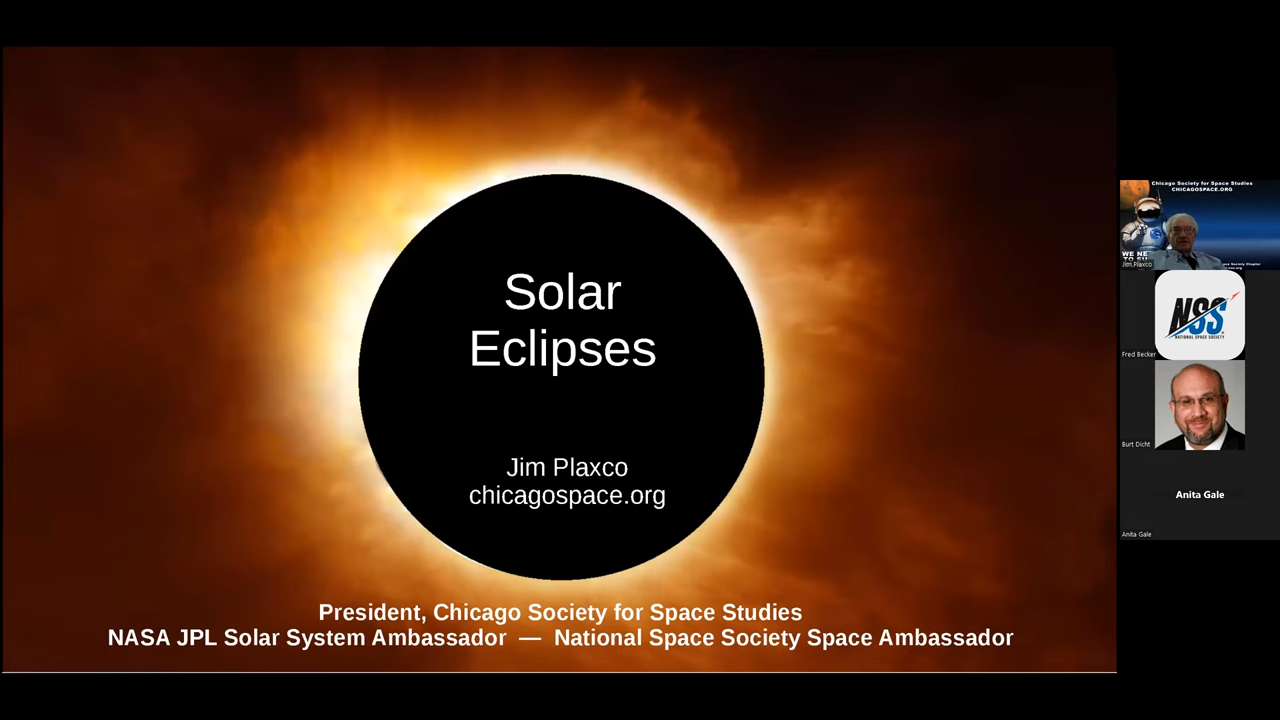 Solar
Eclipses
Jim Plaxco
chicagospace.org
President, Chicago Society for Space Studies
NASA JPL Solar System Ambassador — National Space Society Space Ambassador
Chicago Society for Space Studies
CHICAGOSPACE.ORG
WE NE
Jim Plaxco
NSS
NATIONAL SPACE SOCIETY
Fred Becker
Burt Dicht
Anita Gale
Anita Gale